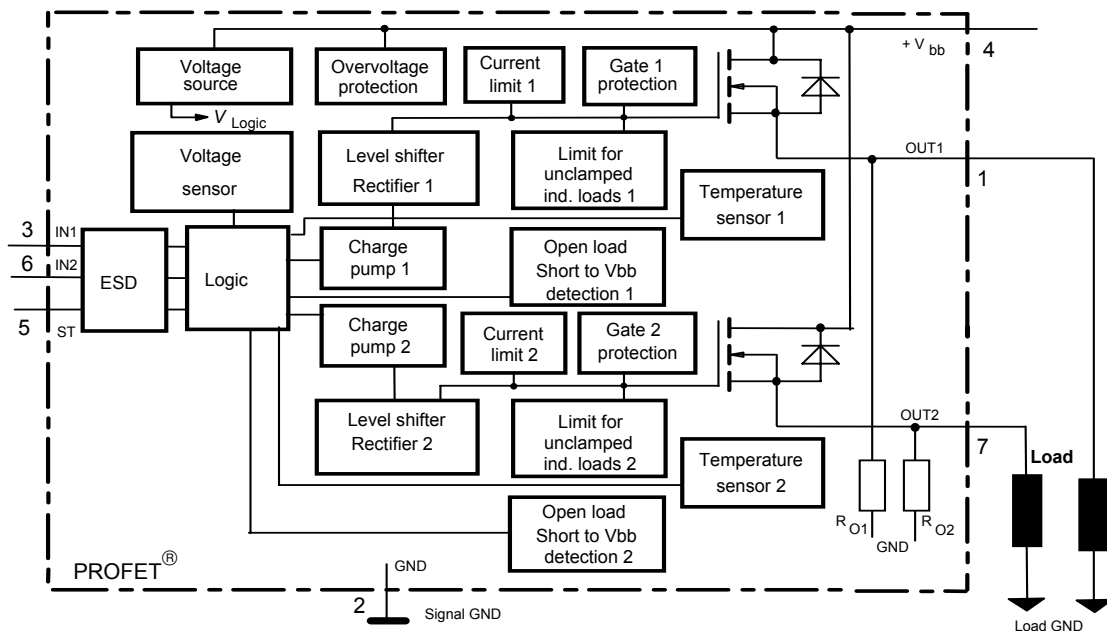 + V bb
4
Voltage
source
Overvoltage
protection
Current
limit 1
Gate 1
protection
V Logic
Voltage
sensor
Level shifter
Rectifier 1
Limit for
unclamped
ind. loads 1
OUT1
1
Temperature
sensor 1
3
IN1
6
IN2
5
ST
ESD
Logic
Charge
pump 1
Open load
Short to Vbb
detection 1
Charge
pump 2
Current
limit 2
Gate 2
protection
Level shifter
Rectifier 2
Limit for
unclamped
ind. loads 2
OUT2
7
Load
Temperature
sensor 2
R O1
GND
R O2
Open load
Short to Vbb
detection 2
PROFET®
GND
2
Signal GND
Load GND